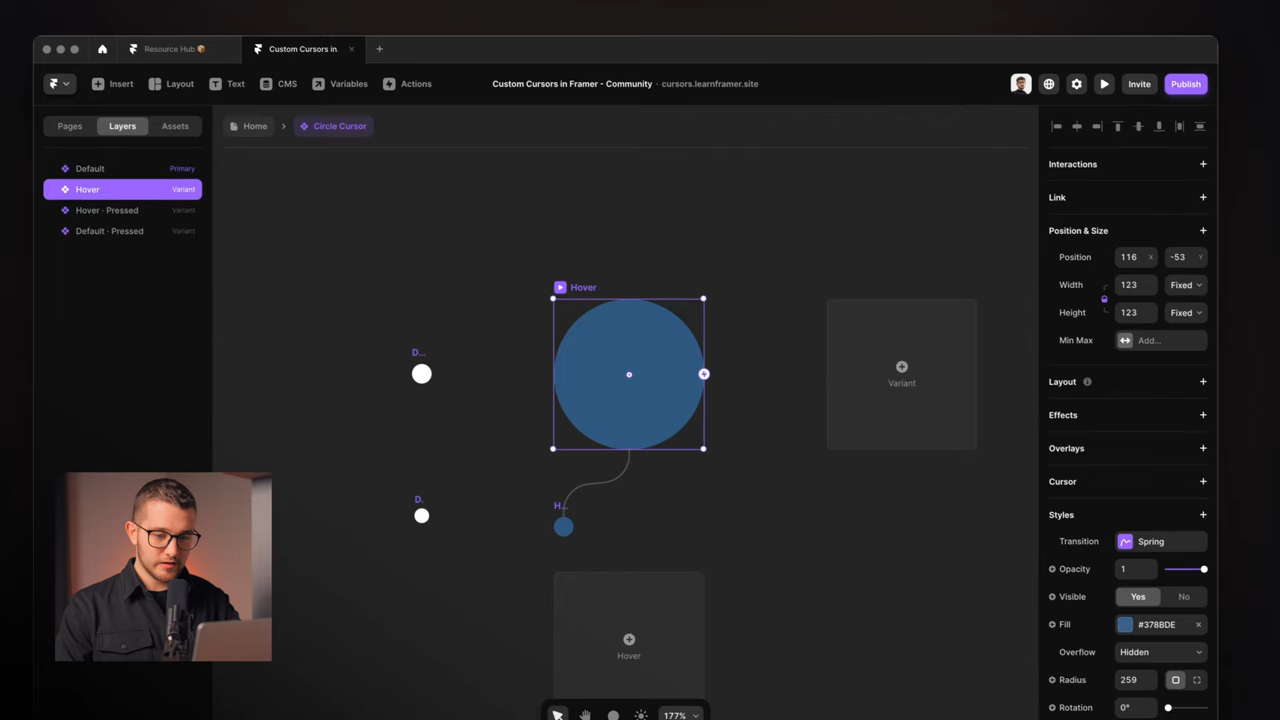 Resource Hub
Custom Cursors in
Insert
Layout
Text
CMS
Variables
Actions
Custom Cursors in Framer - Community • cursors.learnframer.site
Invite
Publish
Pages
Layers
Assets
Home
Circle Cursor
Default
Primary
Hover
Variant
Hover · Pressed
Variant
Default · Pressed
Variant
Hover
D...
Variant
D.
H...
Hover
177%
Interactions
Link
Position & Size
Position
116 X
-53 Y
Width
123
Fixed
Height
123
Fixed
Min Max
Add...
Layout
Effects
Overlays
Cursor
Styles
Transition
Spring
Opacity
1
Visible
Yes
No
Fill
#378BDE
Overflow
Hidden
Radius
259
Rotation
0°